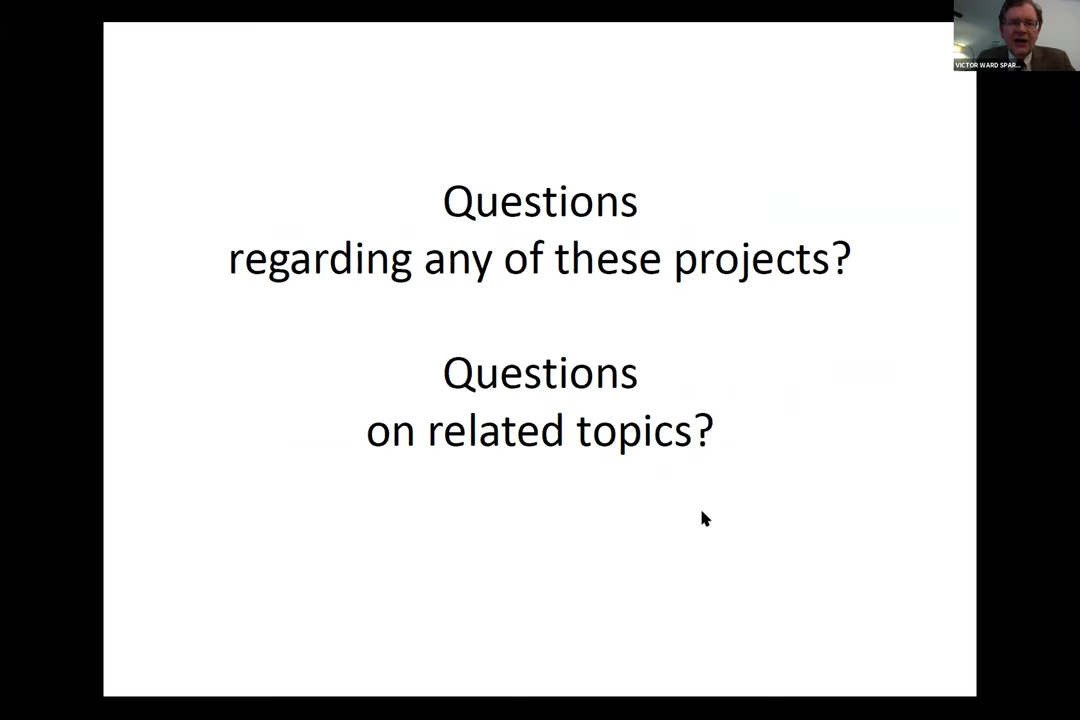 VICTOR WARD SPAR...
Questions
regarding any of these projects?
Questions
on related topics?